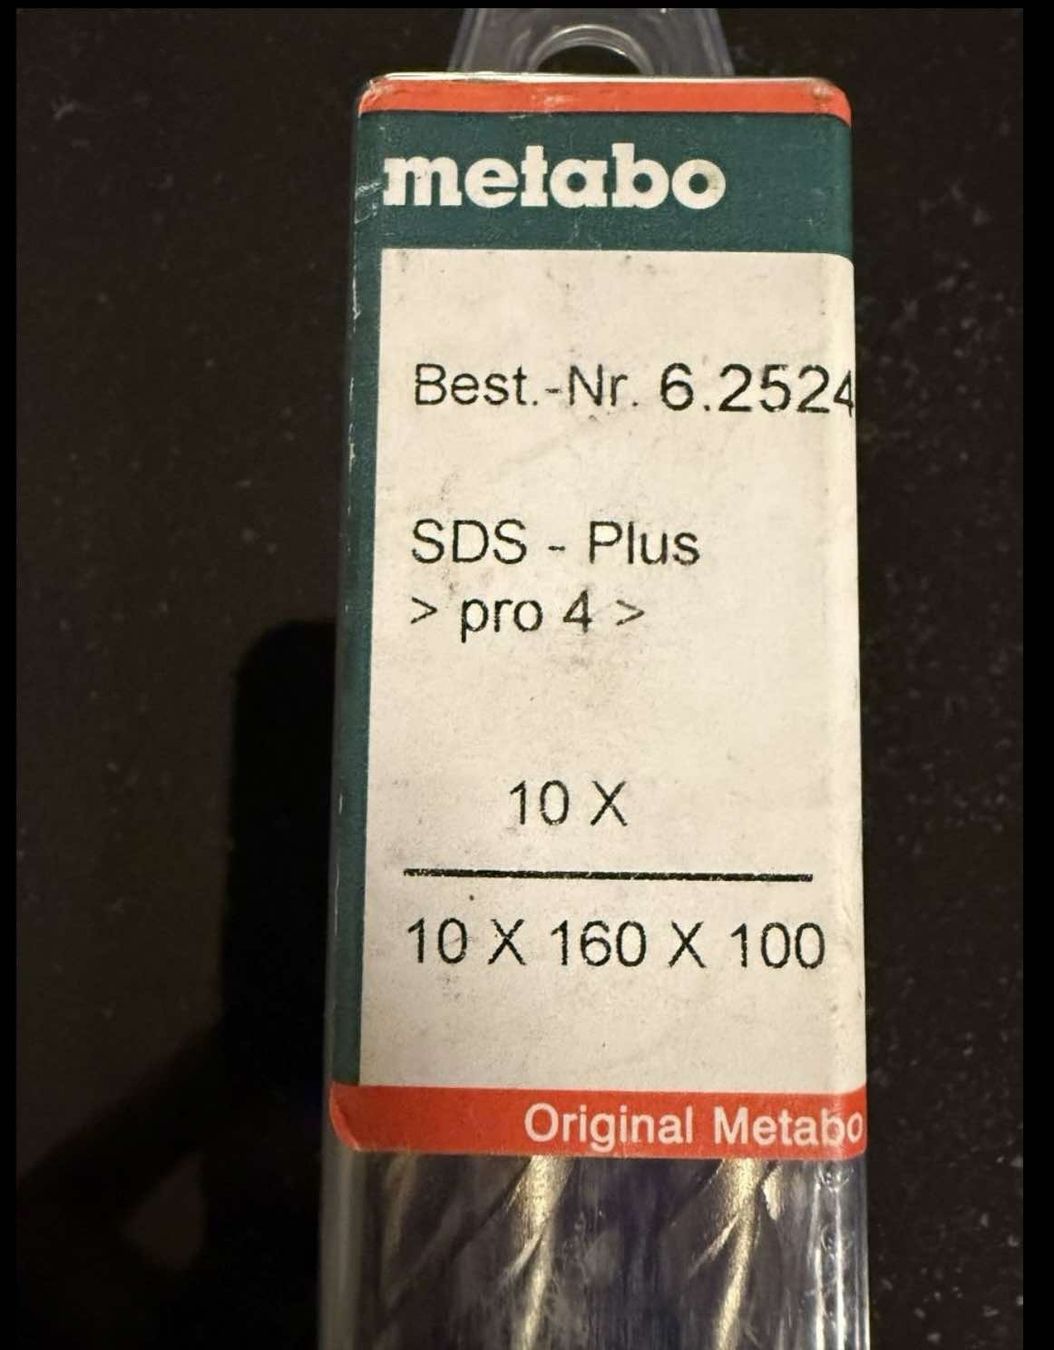 metabo
Best.-Nr. 6.2524
SDS - Plus
> pro 4 >
10 X
10 X 160 X 100
Original Metabo